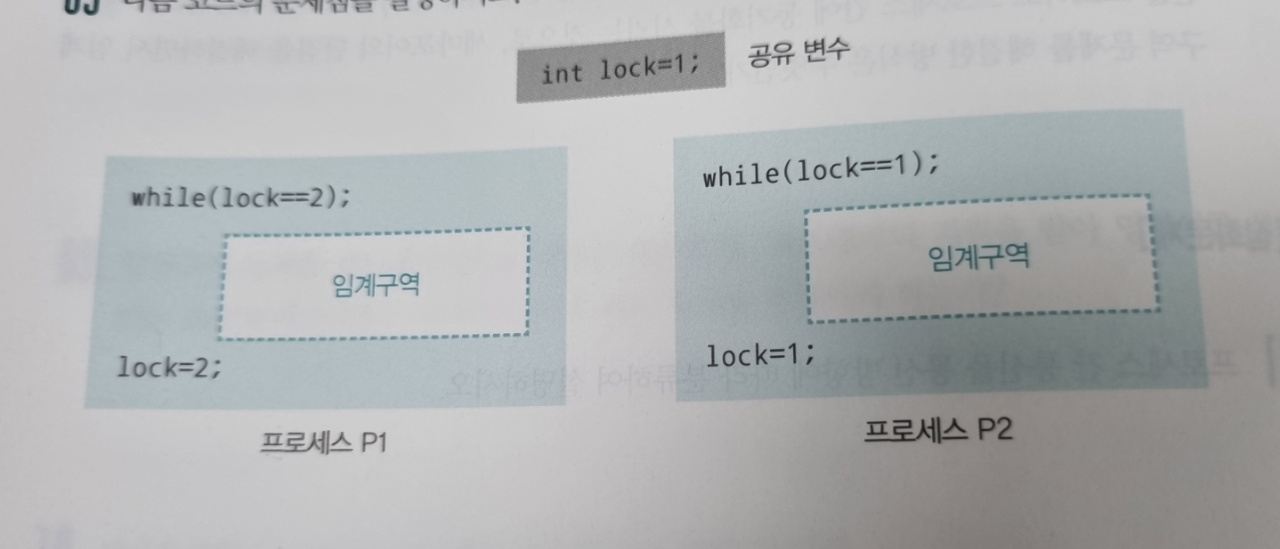 int lock=1; 공유 변수
while(lock==2);
임계구역
lock=2;
프로세스 P1
while(lock==1);
임계구역
lock=1;
프로세스 P2